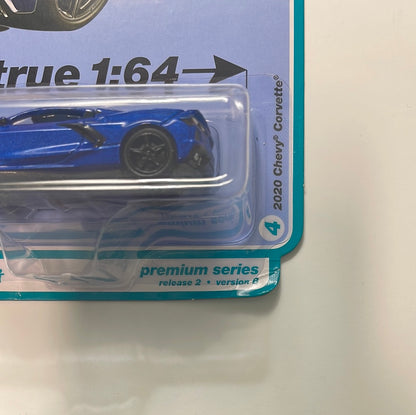 true 1:64
2020 Chevy® Corvette®
4
premium series
release 2 • version B